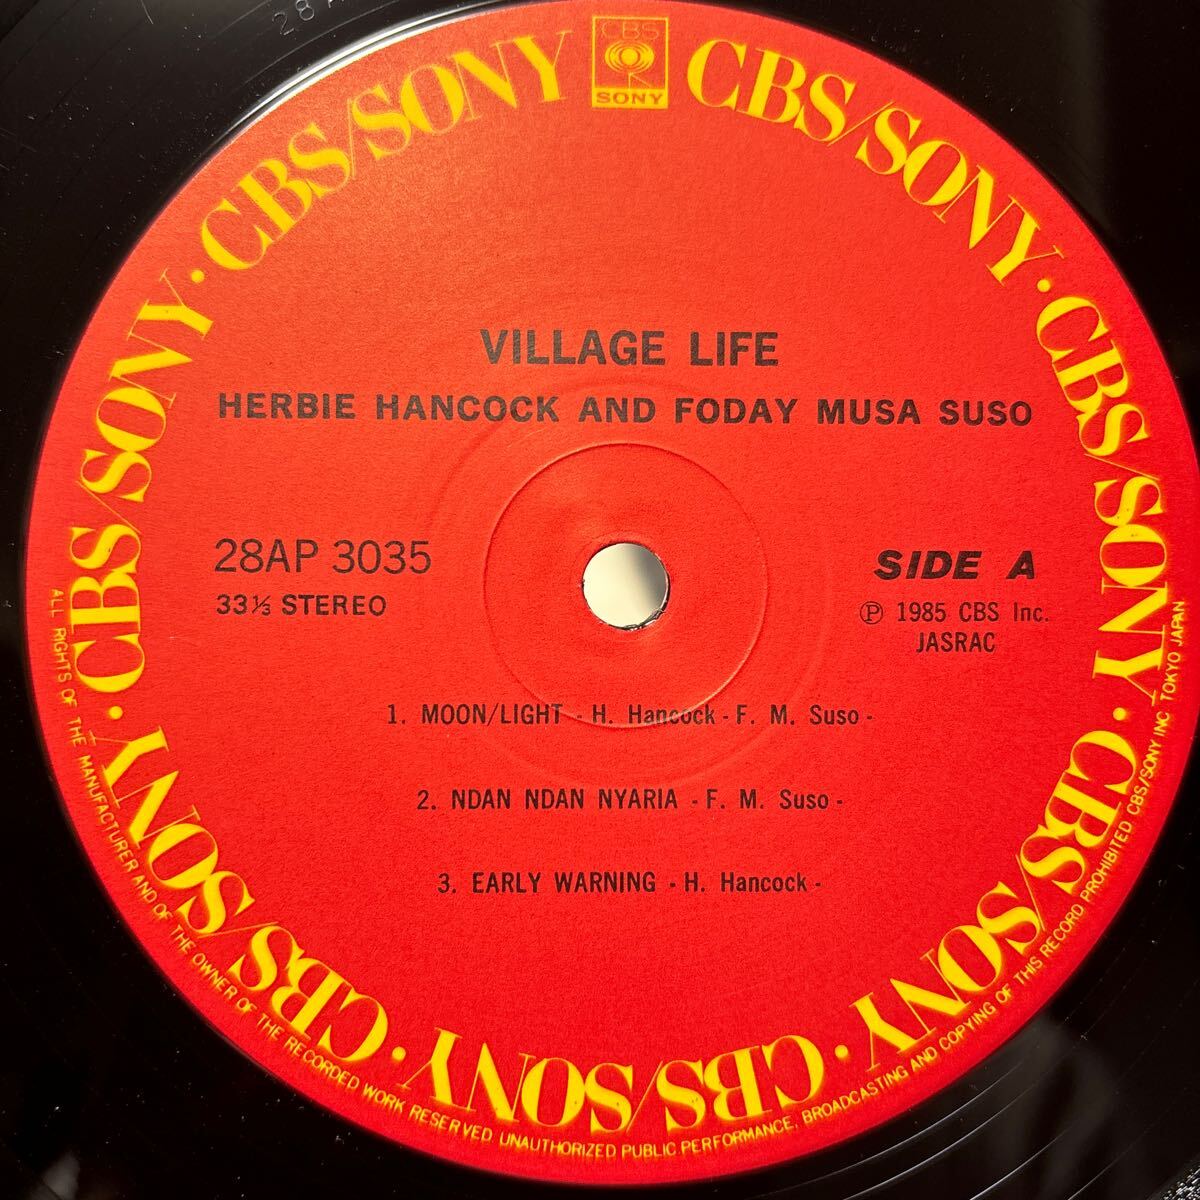 28A
CBS
SONY
CBS/SONY · CBS/SONY · CBS/SONY · CBS/SONY · CBS/SONY · CBS/SONY · CBS/SONY · CBS/SONY
VILLAGE LIFE
HERBIE HANCOCK AND FODAY MUSA SUSO
28AP 3035
33⅓ STEREO
SIDE A
℗ 1985 CBS Inc.
JASRAC
1. MOON/LIGHT - H. Hancock - F. M. Suso -
2. NDAN NDAN NYARIA - F. M. Suso -
3. EARLY WARNING - H. Hancock -
ALL RIGHTS OF THE MANUFACTURER AND OF THE OWNER OF THE RECORDED WORK RESERVED UNAUTHORIZED PUBLIC PERFORMANCE, BROADCASTING AND COPYING OF THIS RECORD PROHIBITED CBS/SONY INC TOKYO JAPAN